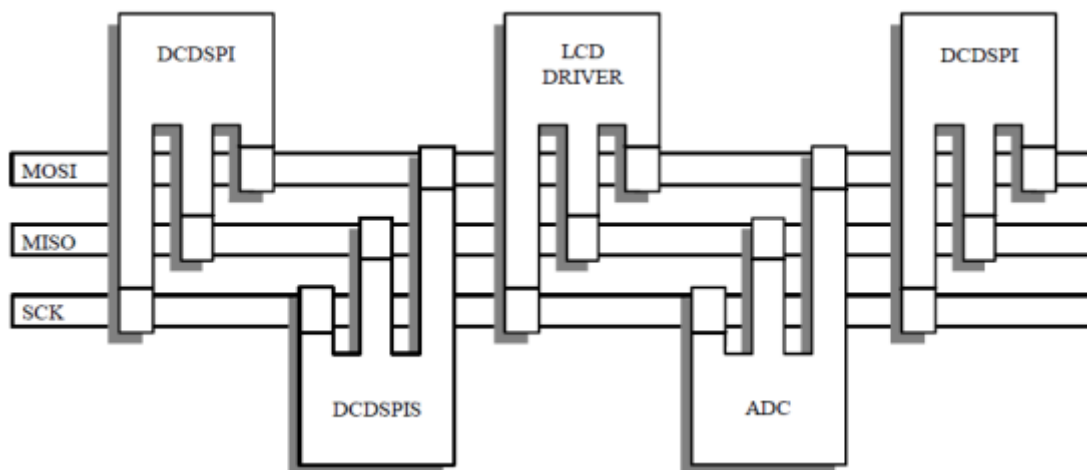 DCDSPI
LCD
DRIVER
DCDSPI
MOSI
MISO
SCK
DCDSPIS
ADC